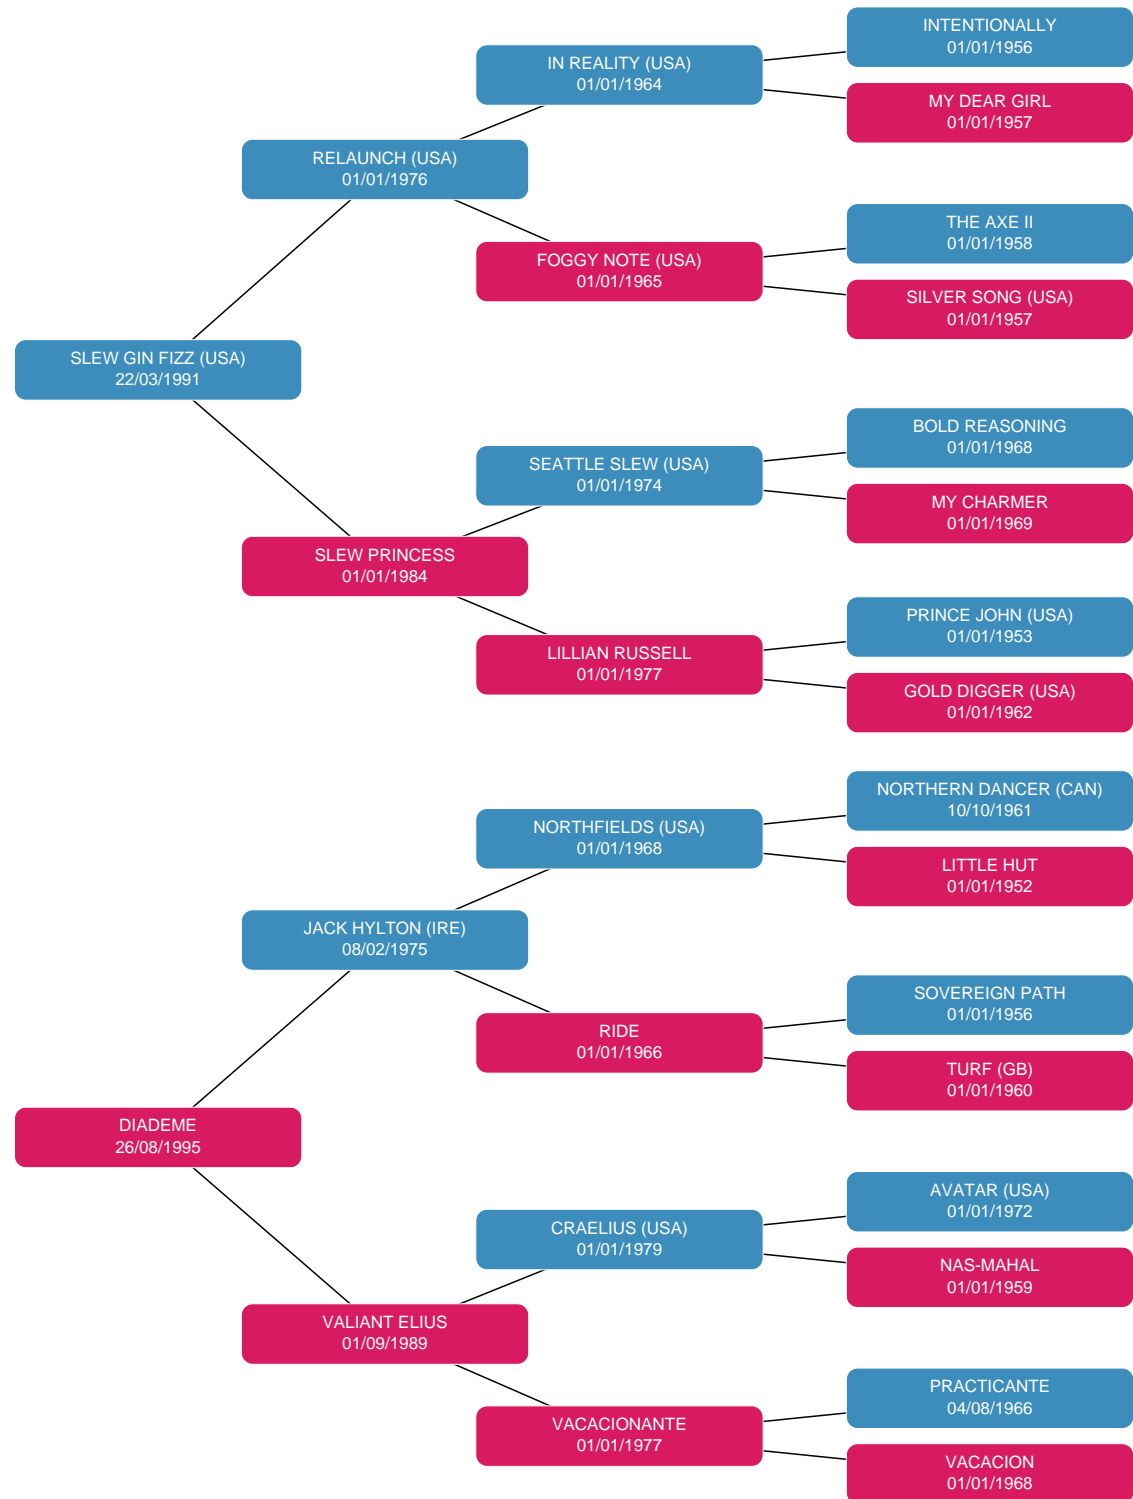 INTENTIONALLY
01/01/1956
IN REALITY (USA)
01/01/1964
MY DEAR GIRL
01/01/1957
RELAUNCH (USA)
01/01/1976
THE AXE II
01/01/1958
FOGGY NOTE (USA)
01/01/1965
SILVER SONG (USA)
01/01/1957
SLEW GIN FIZZ (USA)
22/03/1991
BOLD REASONING
01/01/1968
SEATTLE SLEW (USA)
01/01/1974
MY CHARMER
01/01/1969
SLEW PRINCESS
01/01/1984
PRINCE JOHN (USA)
01/01/1953
LILLIAN RUSSELL
01/01/1977
GOLD DIGGER (USA)
01/01/1962
NORTHERN DANCER (CAN)
10/10/1961
NORTHFIELDS (USA)
01/01/1968
LITTLE HUT
01/01/1952
JACK HYLTON (IRE)
08/02/1975
SOVEREIGN PATH
01/01/1956
RIDE
01/01/1966
TURF (GB)
01/01/1960
DIADEME
26/08/1995
AVATAR (USA)
01/01/1972
CRAELIUS (USA)
01/01/1979
NAS-MAHAL
01/01/1959
VALIANT ELIUS
01/09/1989
PRACTICANTE
04/08/1966
VACACIONANTE
01/01/1977
VACACION
01/01/1968